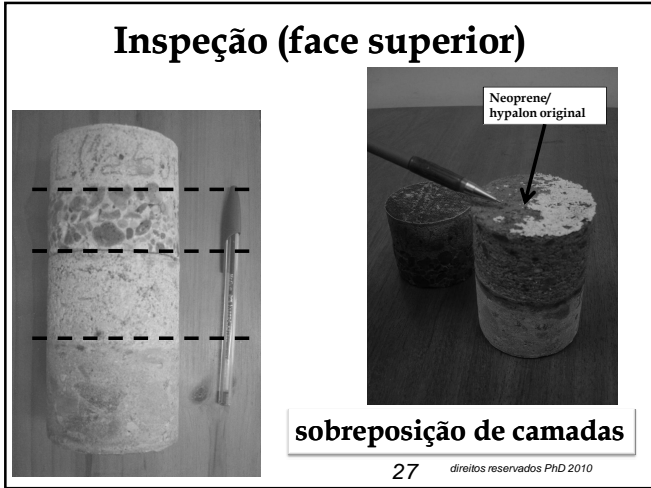 Inspeção (face superior)
Neoprene/
hypalon original
sobreposição de camadas
27
direitos reservados PhD 2010